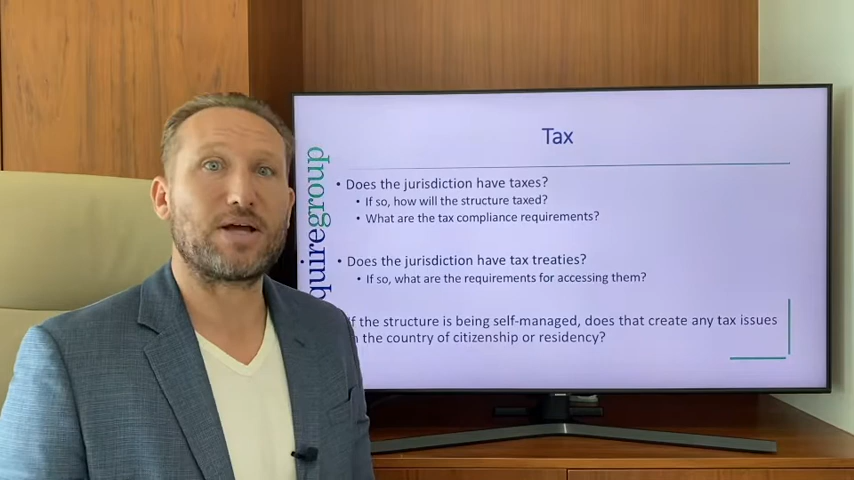 Tax
Does the jurisdiction have taxes?
If so, how will the structure taxed?
What are the tax compliance requirements?
Does the jurisdiction have tax treaties?
If so, what are the requirements for accessing them?
If the structure is being self-managed, does that create any tax issues
the country of citizenship or residency?
quiregroup